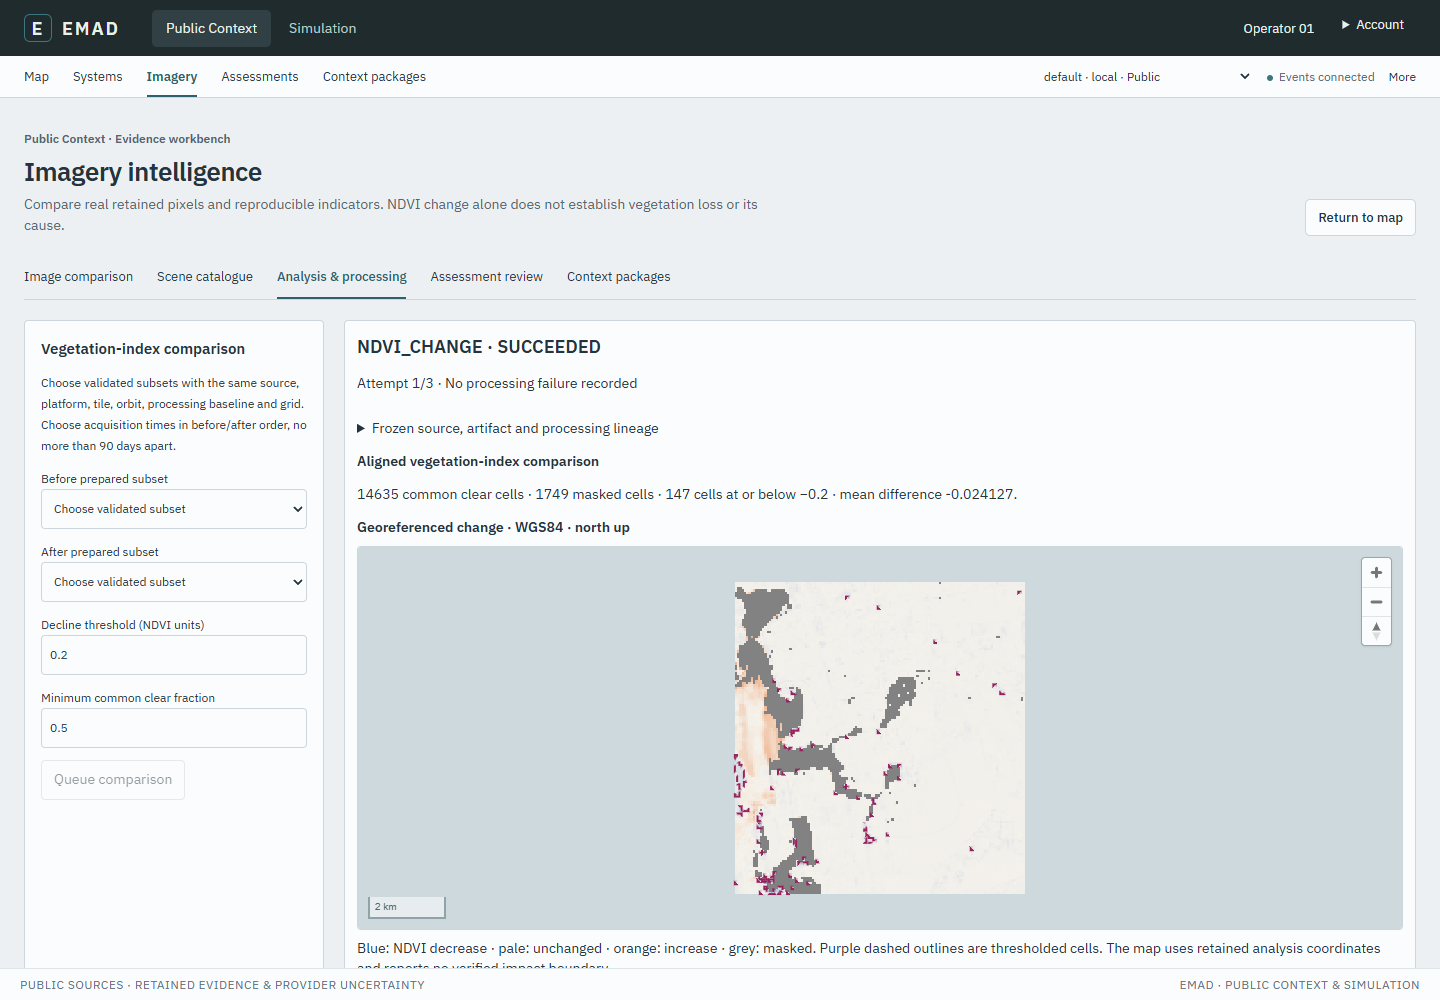 E EMAD Public Context Simulation Operator 01 Account
Map Systems Imagery Assessments Context packages default · local · Public Events connected More
Public Context · Evidence workbench
Imagery intelligence
Compare real retained pixels and reproducible indicators. NDVI change alone does not establish vegetation loss or its
cause.
Return to map
Image comparison Scene catalogue Analysis & processing Assessment review Context packages
Vegetation-index comparison
Choose validated subsets with the same source,
platform, tile, orbit, processing baseline and grid.
Choose acquisition times in before/after order, no
more than 90 days apart.
Before prepared subset
Choose validated subset
After prepared subset
Choose validated subset
Decline threshold (NDVI units)
0.2
Minimum common clear fraction
0.5
Queue comparison
NDVI_CHANGE · SUCCEEDED
Attempt 1/3 · No processing failure recorded
Frozen source, artifact and processing lineage
Aligned vegetation-index comparison
14635 common clear cells · 1749 masked cells · 147 cells at or below −0.2 · mean difference -0.024127.
Georeferenced change · WGS84 · north up
2 km
Blue: NDVI decrease · pale: unchanged · orange: increase · grey: masked. Purple dashed outlines are thresholded cells. The map uses retained analysis coordinates
and reports no verified impact boundary.
PUBLIC SOURCES · RETAINED EVIDENCE & PROVIDER UNCERTAINTY EMAD · PUBLIC CONTEXT & SIMULATION